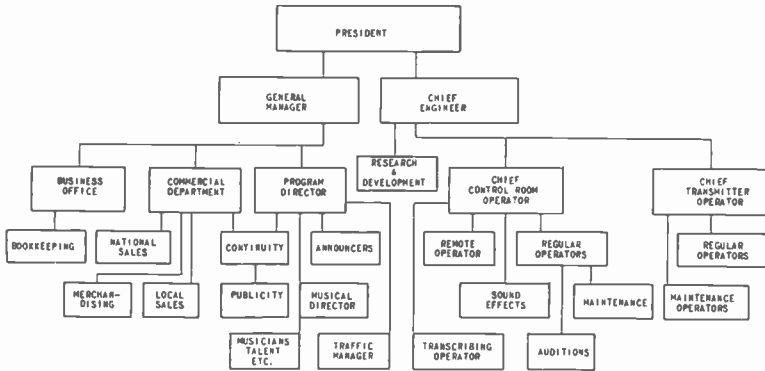 PRESIDENT
GENERAL
MANAGER
CHIEF
ENGINEER
BUSINESS
OFFICE
COMMERCIAL
DEPARTMENT
PROGRAM
DIRECTOR
RESEARCH
&
DEVELOPMENT
CHIEF
CONTROL ROOM
OPERATOR
CHIEF
TRANSMITTER
OPERATOR
BOOKKEEPING
NATIONAL
SALES
CONTINUITY
ANNOUNCERS
REMOTE
OPERATOR
REGULAR
OPERATORS
REGULAR
OPERATORS
MERCHAN-
DISING
LOCAL
SALES
PUBLICITY
MUSICAL
DIRECTOR
SOUND
EFFECTS
MAINTENANCE
MAINTENANCE
OPERATORS
MUSICIANS
TALENT
ETC.
TRAFFIC
MANAGER
TRANSCRIBING
OPERATOR
AUDITIONS